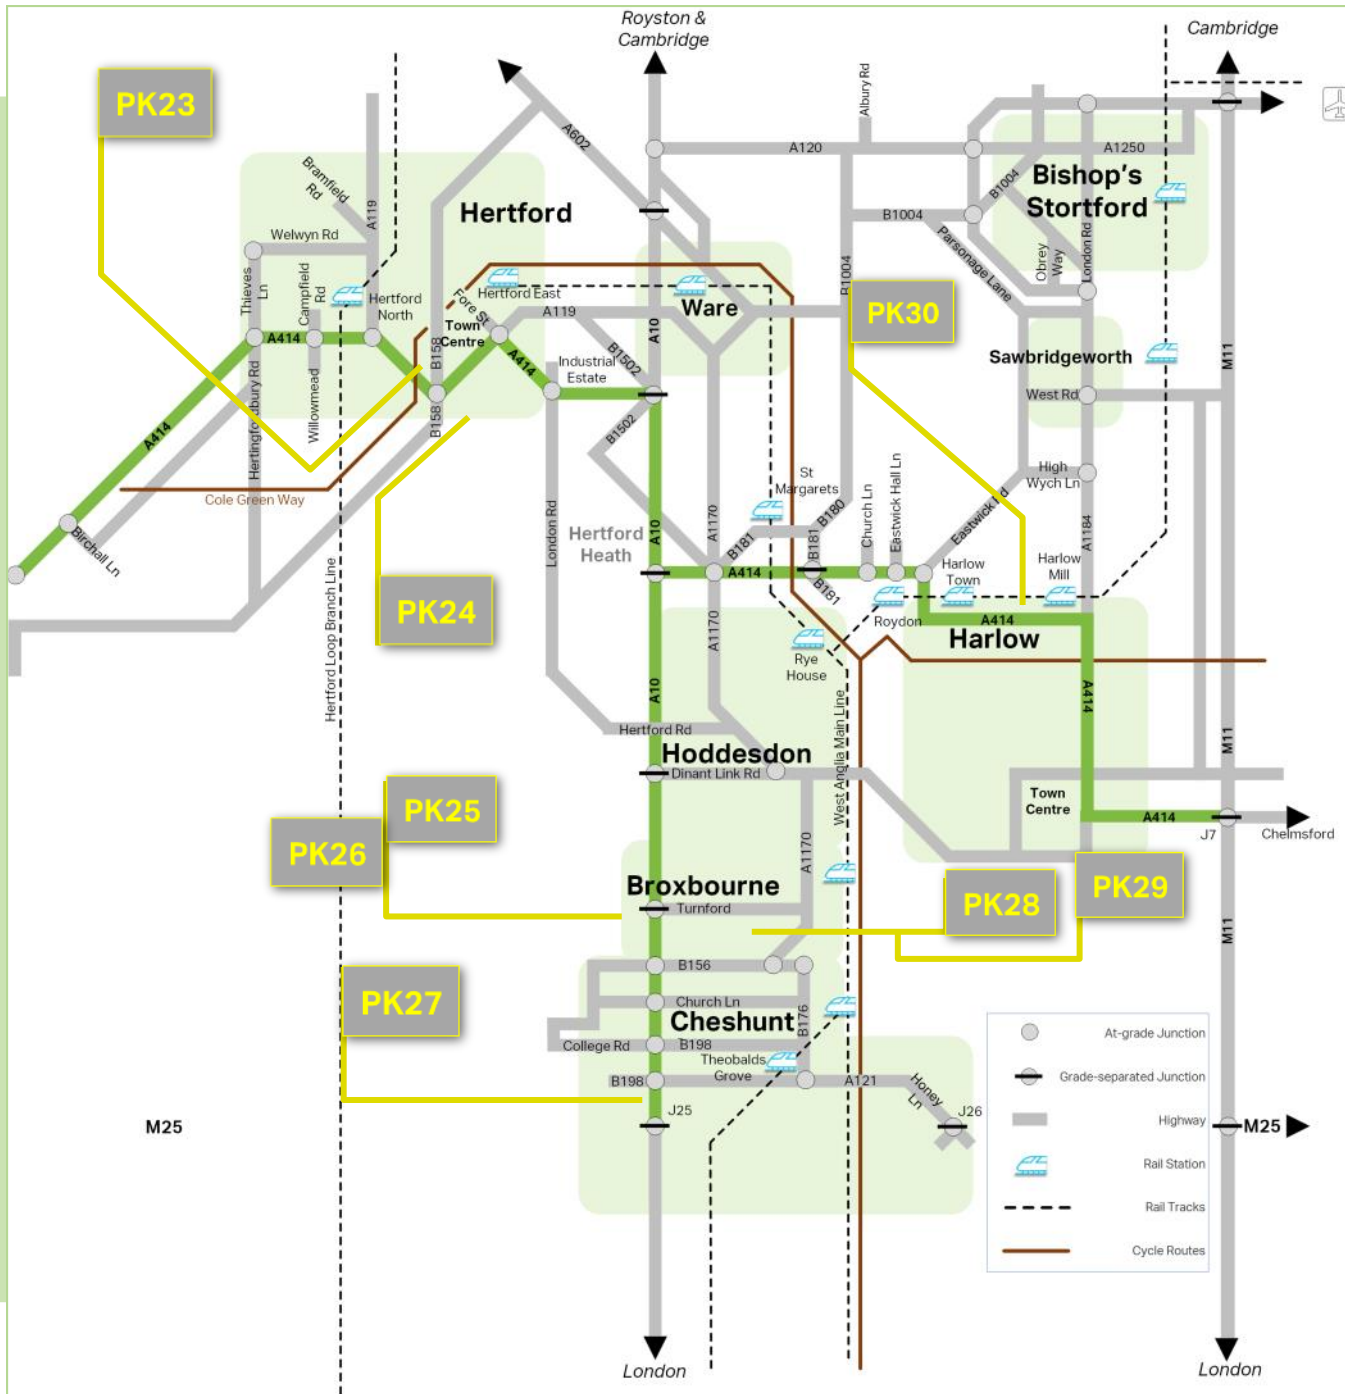 Royston &
Cambridge
Cambridge
PK23
A602
Albury Rd
A120
A1250
Bramfield
Rd
A119
Hertford
Bishop's
Stortford
B1004
B1004
Parsonage Lane
Obrey
Way
London Rd
Welwyn Rd
Thieves
Ln
Campfield
Rd
Hertford
North
Hertford East
Fore St
Ware
B1004
PK30
A414
Town
Centre
B158
A119
A10
A414
B1502
Industrial
Estate
Sawbridgeworth
M11
West Rd
A414
Hertingfordbury Rd
Willowmead
B158
B1502
Cole Green Way
High
Wych Ln
St
Margarets
Eastwick Rd
Birchall Ln
London Rd
Hertford
Heath
A10
A1170
B181
B181
B180
Church Ln
Eastwick Hall Ln
A1184
A414
B181
Harlow
Town
Harlow
Mill
PK24
Hertford Loop Branch Line
A1170
Roydon
A414
Harlow
Rye
House
A10
West Anglia Main Line
A414
Hertford Rd
M11
Hoddesdon
Dinant Link Rd
PK25
Town
Centre
A414
J7
Chelmsford
PK26
A1170
Broxbourne
Turnford
PK28
PK29
M11
B156
PK27
Church Ln
Cheshunt
B176
College Rd
B198
Theobalds
Grove
B198
A121
Honey
Ln
J25
J26
M25
M25
At-grade Junction
Grade-separated Junction
Highway
Rail Station
Rail Tracks
Cycle Routes
London
London